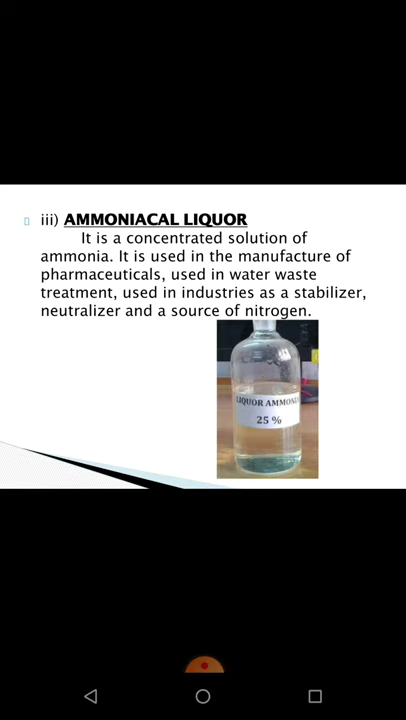 iii) AMMONIACAL LIQUOR
It is a concentrated solution of
ammonia. It is used in the manufacture of
pharmaceuticals, used in water waste
treatment, used in industries as a stabilizer,
neutralizer and a source of nitrogen.
LIQUOR AMMONIA
25 %